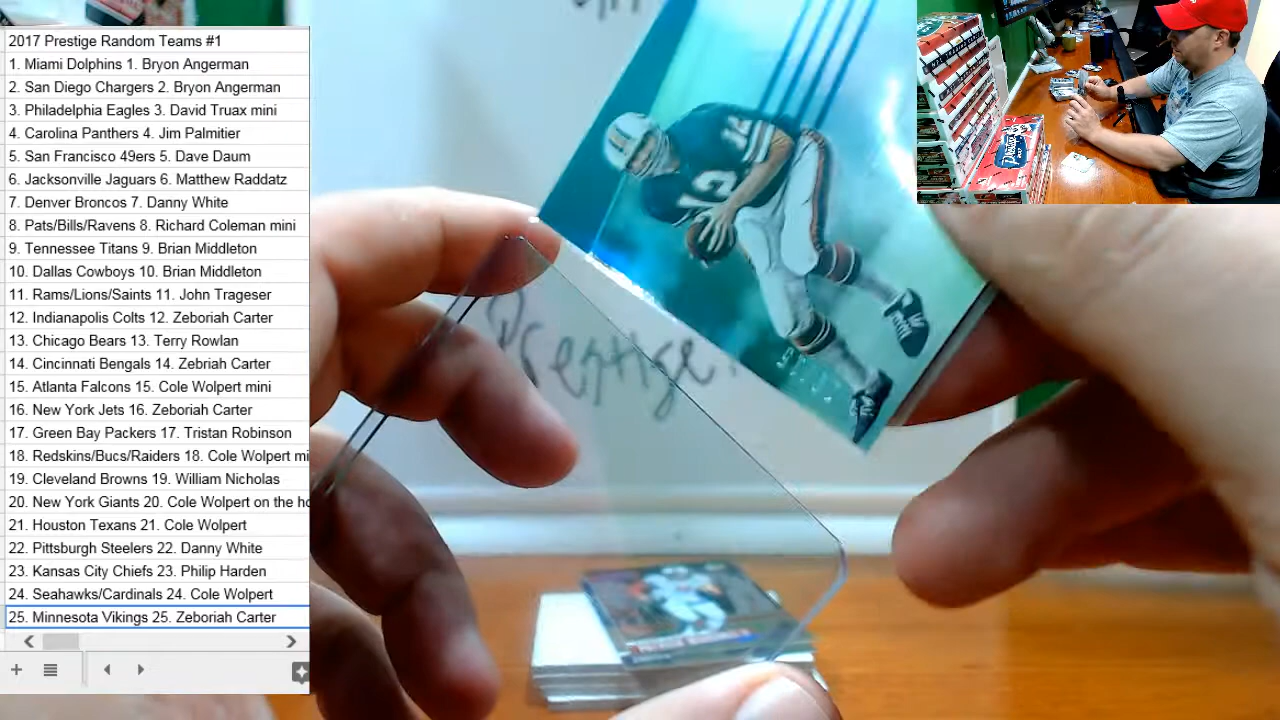 2017 Prestige Random Teams #1
1. Miami Dolphins 1. Bryon Angerman
2. San Diego Chargers 2. Bryon Angerman
3. Philadelphia Eagles 3. David Truax mini
4. Carolina Panthers 4. Jim Palmitier
5. San Francisco 49ers 5. Dave Daum
6. Jacksonville Jaguars 6. Matthew Raddatz
7. Denver Broncos 7. Danny White
8. Pats/Bills/Ravens 8. Richard Coleman mini
9. Tennessee Titans 9. Brian Middleton
10. Dallas Cowboys 10. Brian Middleton
11. Rams/Lions/Saints 11. John Trageser
12. Indianapolis Colts 12. Zeboriah Carter
13. Chicago Bears 13. Terry Rowlan
14. Cincinnati Bengals 14. Zebriah Carter
15. Atlanta Falcons 15. Cole Wolpert mini
16. New York Jets 16. Zeboriah Carter
17. Green Bay Packers 17. Tristan Robinson
18. Redskins/Bucs/Raiders 18. Cole Wolpert mi
19. Cleveland Browns 19. William Nicholas
20. New York Giants 20. Cole Wolpert on the ho
21. Houston Texans 21. Cole Wolpert
22. Pittsburgh Steelers 22. Danny White
23. Kansas City Chiefs 23. Philip Harden
24. Seahawks/Cardinals 24. Cole Wolpert
25. Minnesota Vikings 25. Zeboriah Carter
12
Prestige